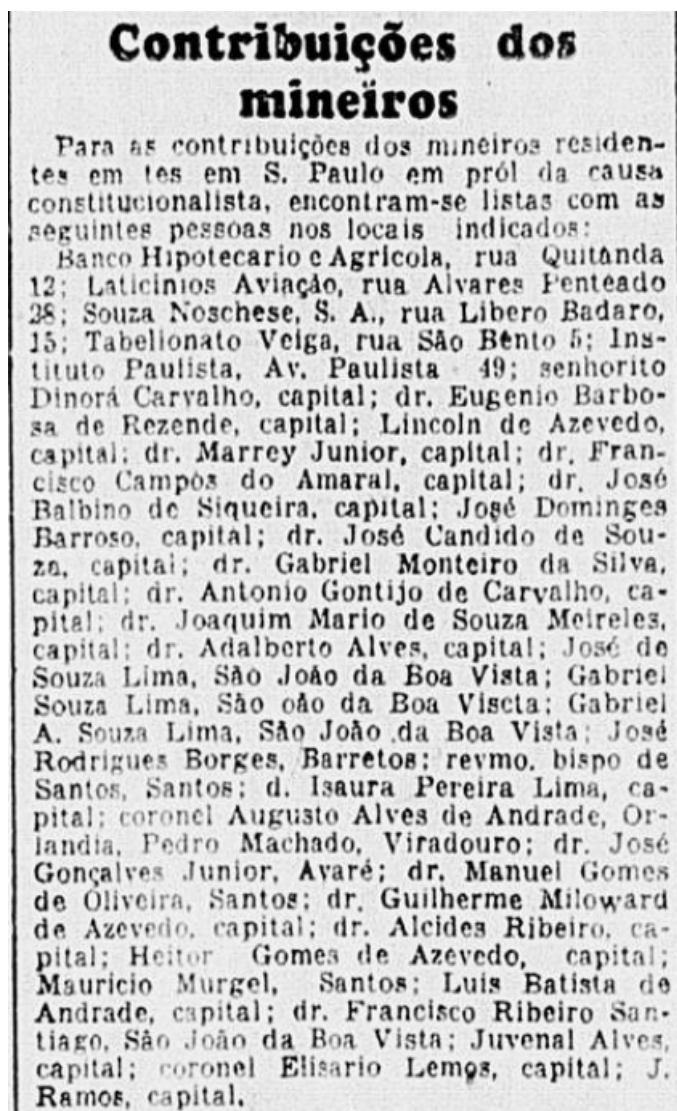 Contribuições dos
mineiros
Para as contribuições dos mineiros residen-
tes em tes em S. Paulo em pról da causa
constitucionalista, encontram-se listas com as
seguintes pessoas nos locais indicados:
Banco Hipotecario e Agricola, rua Quitanda
12; Laticinios Aviação, rua Alvares Penteado
28; Souza Noschese, S. A., rua Libero Badaro,
15; Tabelionato Veiga, rua São Bento 5; Ins-
tituto Paulista, Av. Paulista 49; senhorito
Dinorá Carvalho, capital; dr. Eugenio Barbo-
sa de Rezende, capital; Lincoln de Azevedo,
capital; dr. Marrey Junior, capital; dr. Fran-
cisco Campos do Amaral, capital; dr. José
Balbino de Siqueira, capital; José Dominges
Barroso, capital; dr. José Candido de Sou-
za, capital; dr. Gabriel Monteiro da Silva,
capital; dr. Antonio Gontijo de Carvalho, ca-
pital; dr. Joaquim Mario de Souza Meireles,
capital; dr. Adalberto Alves, capital; José de
Souza Lima, São João da Boa Vista; Gabriel
Souza Lima, São oão da Boa Viscta; Gabriel
A. Souza Lima, São João da Boa Vista; José
Rodrigues Borges, Barretos; revmo. bispo de
Santos, Santos; d. Isaura Pereira Lima, ca-
pital; coronel Augusto Alves de Andrade, Or-
landia, Pedro Machado, Viradouro; dr. José
Gonçalves Junior, Avaré; dr. Manuel Gomes
de Oliveira, Santos; dr. Guilherme Miloward
de Azevedo, capital; dr. Alcides Ribeiro, ca-
pital; Heitor Gomes de Azevedo, capital;
Mauricio Murgel, Santos; Luis Batista de
Andrade, capital; dr. Francisco Ribeiro San-
tiago, São João da Boa Vista; Juvenal Alves,
capital; coronel Elisario Lemos, capital; J.
Ramos, capital.